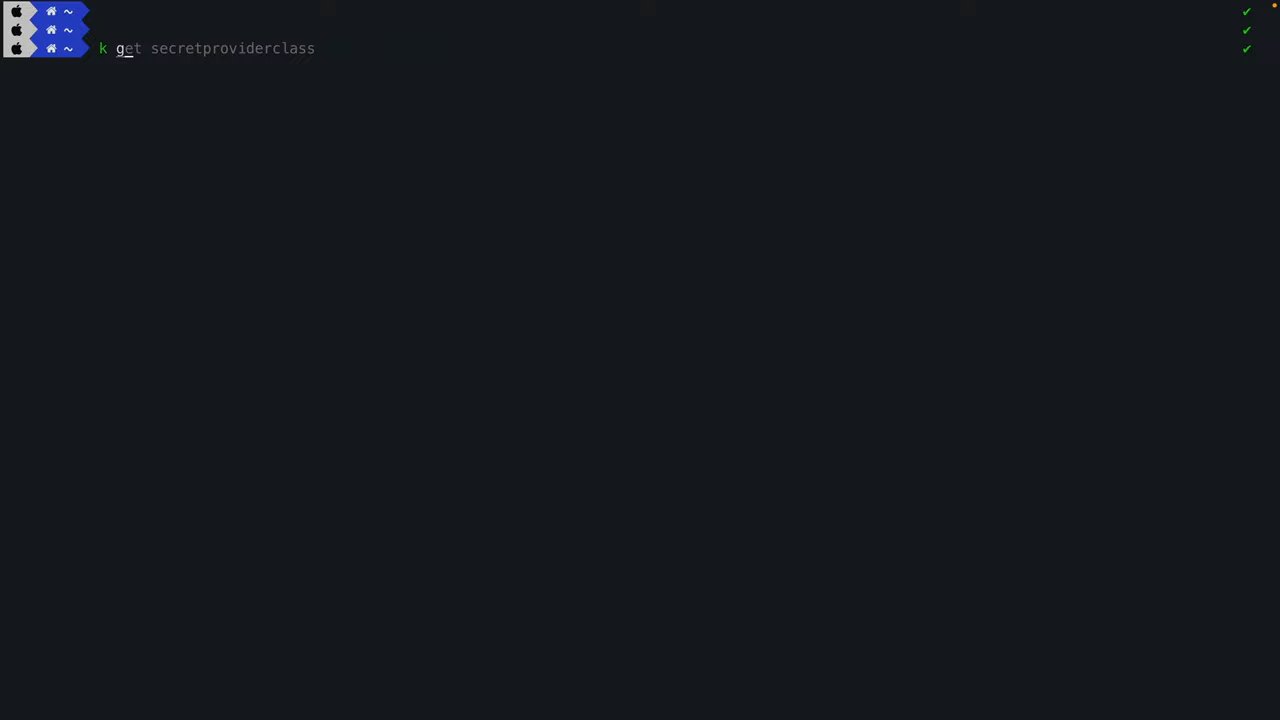 ~
~
~ k get secretproviderclass